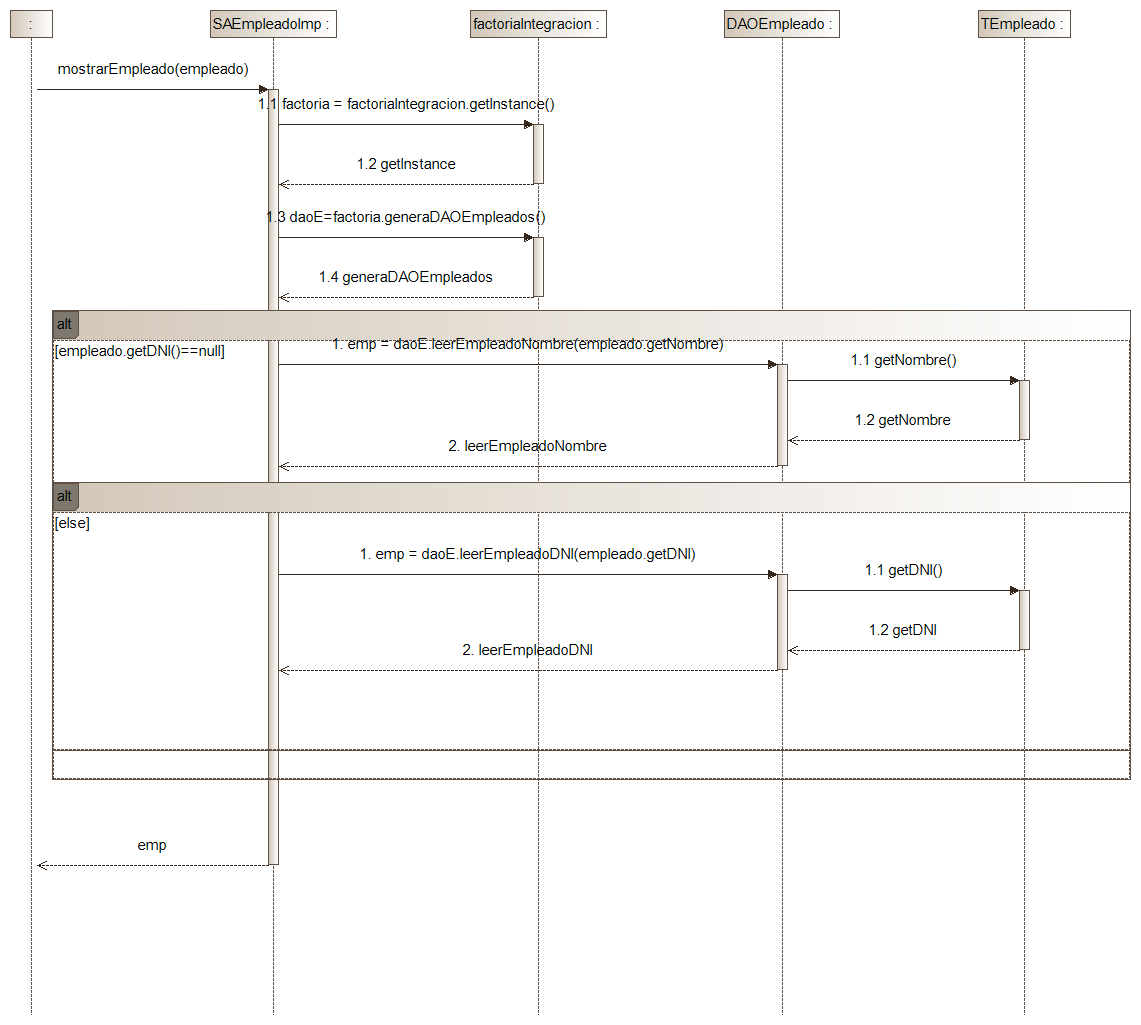 :
SAEmpleadoImp :
factoriaIntegracion :
DAOEmpleado :
TEmpleado :
mostrarEmpleado(empleado)
1.1 factoria = factoriaIntegracion.getInstance()
1.2 getInstance
1.3 daoE=factoria.generaDAOEmpleados()
1.4 generaDAOEmpleados
alt
[empleado.getDNI()==null]
1. emp = daoE.leerEmpleadoNombre(empleado.getNombre)
1.1 getNombre()
1.2 getNombre
2. leerEmpleadoNombre
alt
[else]
1. emp = daoE.leerEmpleadoDNI(empleado.getDNI)
1.1 getDNI()
1.2 getDNI
2. leerEmpleadoDNI
emp